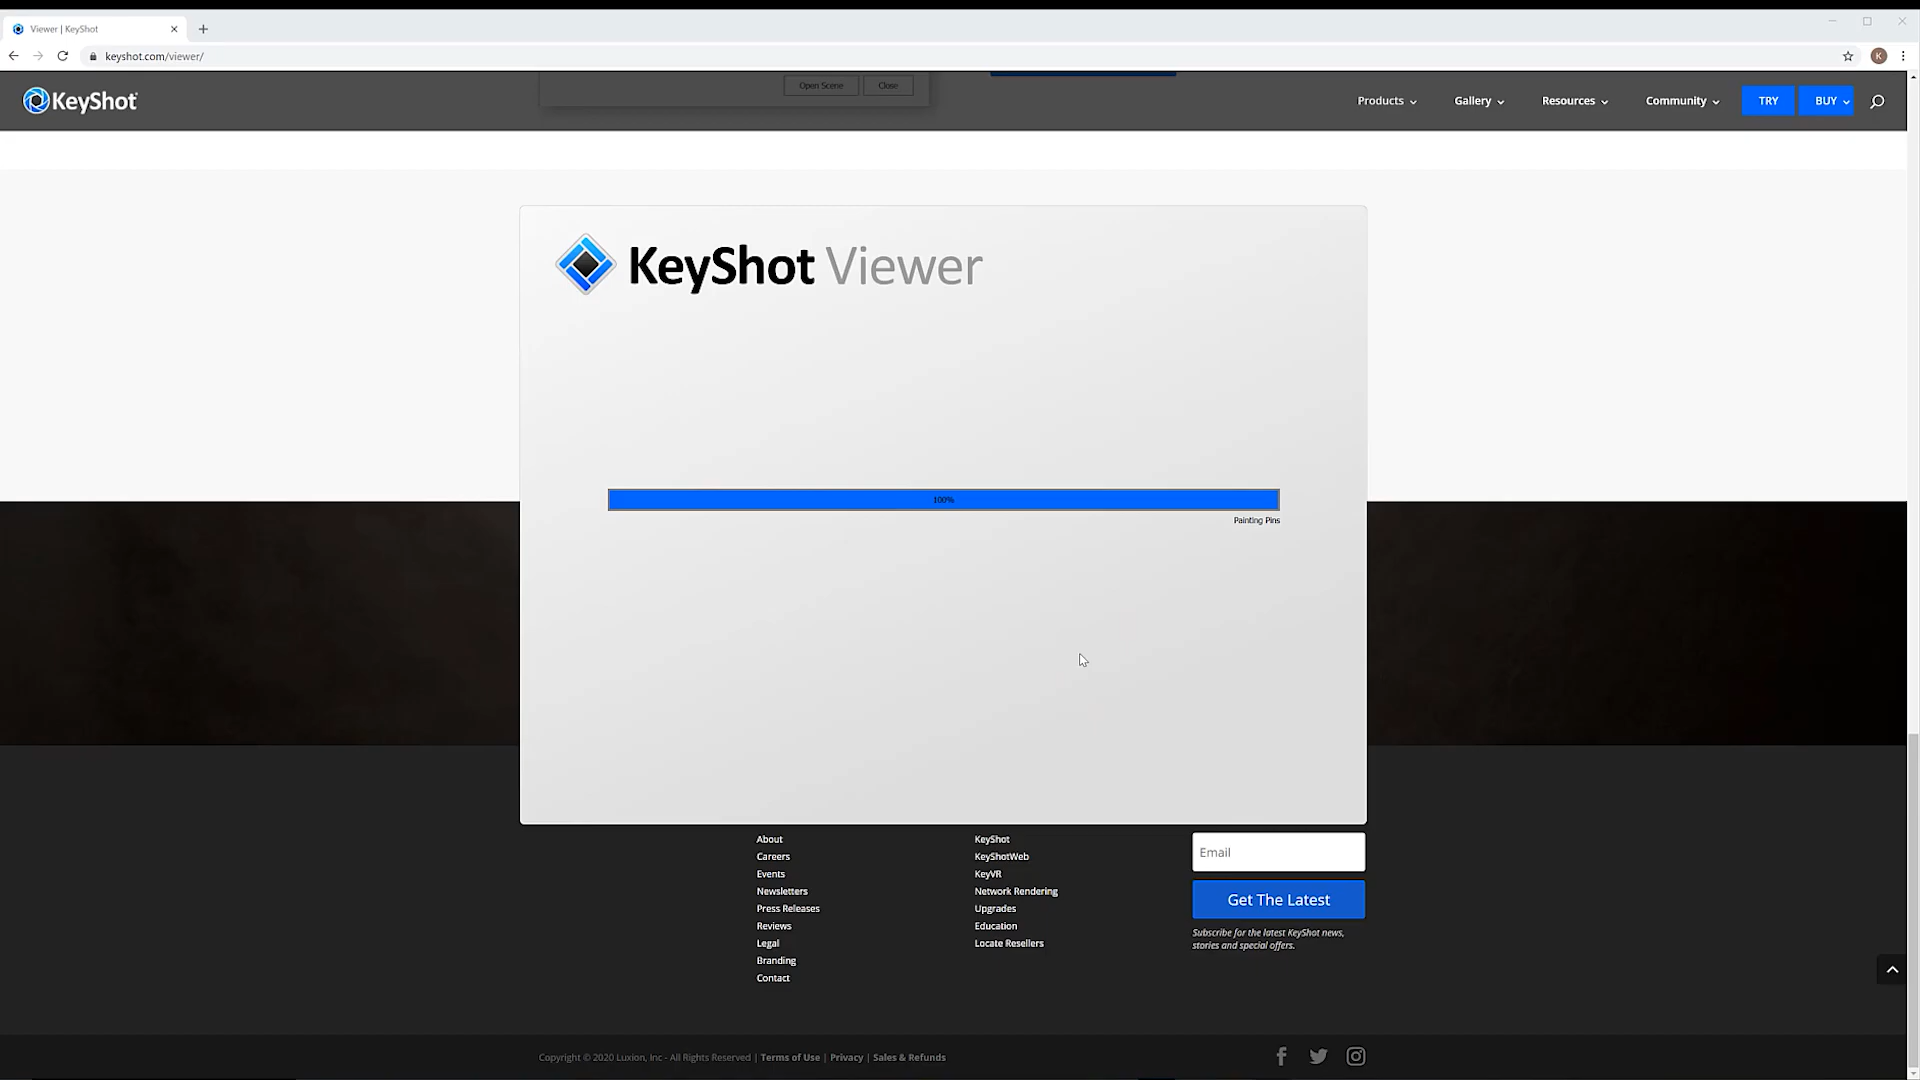 Viewer | KeyShot
keyshot.com/viewer/
K
Open Scene
Close
KeyShot
Products
Gallery
Resources
Community
TRY
BUY
KeyShot Viewer
100%
Painting Pins
About
Careers
Events
Newsletters
Press Releases
Reviews
Legal
Branding
Contact
KeyShot
KeyShotWeb
KeyVR
Network Rendering
Upgrades
Education
Locate Resellers
Email
Get The Latest
Subscribe for the latest KeyShot news,
stories and special offers.
Copyright © 2020 Luxion, Inc - All Rights Reserved | Terms of Use | Privacy | Sales & Refunds